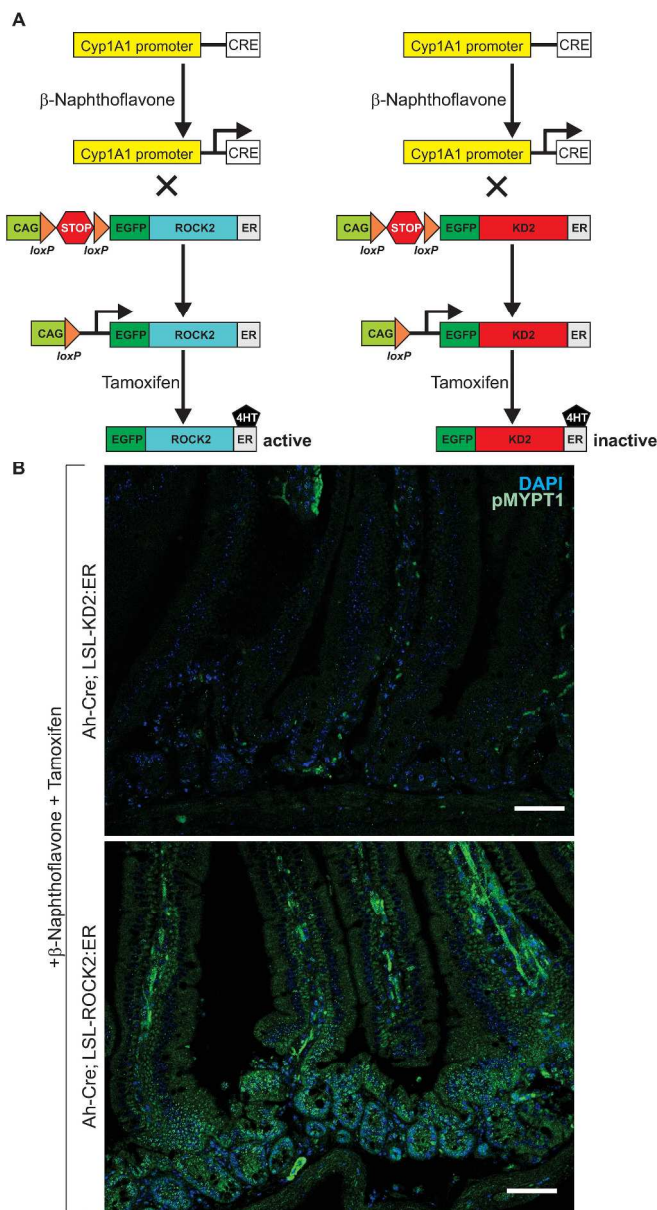 A
Cyp1A1 promoter CRE Cyp1A1 promoter CRE
β-Naphthoflavone β-Naphthoflavone
Cyp1A1 promoter CRE Cyp1A1 promoter CRE
CAG STOP EGFP ROCK2 ER CAG STOP EGFP KD2 ER
loxP loxP loxP loxP
CAG EGFP ROCK2 ER CAG EGFP KD2 ER
loxP loxP
Tamoxifen Tamoxifen
4HT 4HT
EGFP ROCK2 ER active EGFP KD2 ER inactive
B
DAPI
pMYPT1
+β-Naphthoflavone + Tamoxifen
Ah-Cre; LSL-KD2:ER
Ah-Cre; LSL-ROCK2:ER